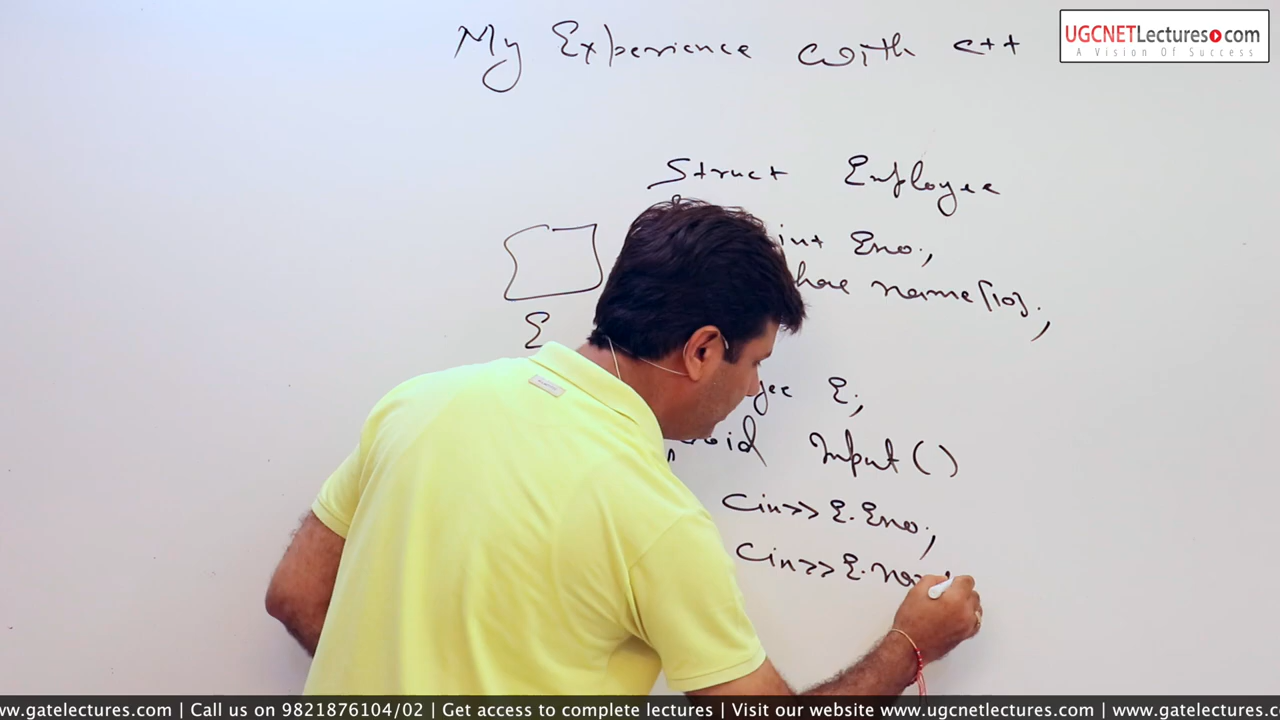 My Experience with C++
UGCNETLectures.com
A Vision Of Success
Struct Employee
int Eno;
name[10];
E
E;
void Input()
Cin>>E.Eno;
Cin>>E.
ww.gatelectures.com | Call us on 9821876104/02 | Get access to complete lectures | Visit our website www.ugcnetlectures.com | www.gatelectures.c